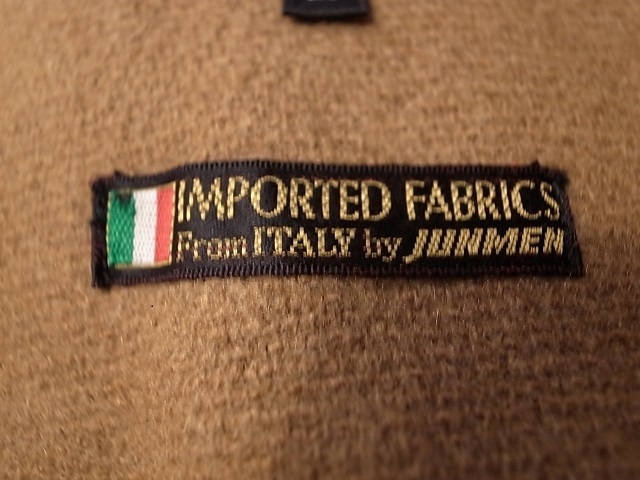 IMPORTED FABRICS
From ITALY by JUNMEN